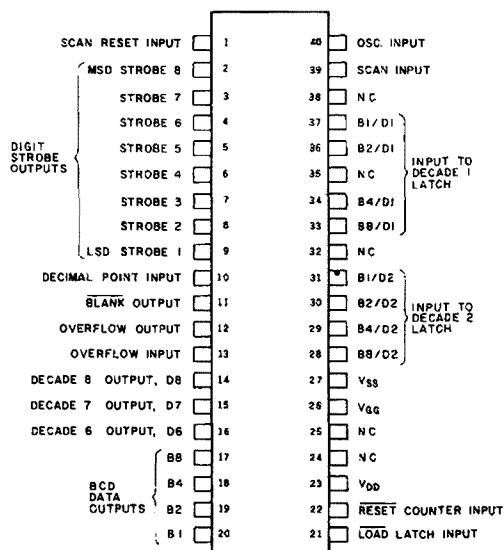 SCAN RESET INPUT 1 40 OSC. INPUT
MSD STROBE 8 2 39 SCAN INPUT
STROBE 7 3 38 NC
STROBE 6 4 37 B1/D1
STROBE 5 5 36 B2/D1
STROBE 4 6 35 NC
STROBE 3 7 34 B4/D1
STROBE 2 8 33 B8/D1
LSD STROBE 1 9 32 NC
DIGIT
STROBE
OUTPUTS
INPUT TO
DECADE 1
LATCH
DECIMAL POINT INPUT 10 31 B1/D2
BLANK OUTPUT 11 30 B2/D2
OVERFLOW OUTPUT 12 29 B4/D2
OVERFLOW INPUT 13 28 B8/D2
INPUT TO
DECADE 2
LATCH
DECADE 8 OUTPUT, D8 14 27 VSS
DECADE 7 OUTPUT, D7 15 26 VGG
DECADE 6 OUTPUT, D6 16 25 NC
B8 17 24 NC
B4 18 23 VDD
B2 19 22 RESET COUNTER INPUT
B1 20 21 LOAD LATCH INPUT
BCD
DATA
OUTPUTS